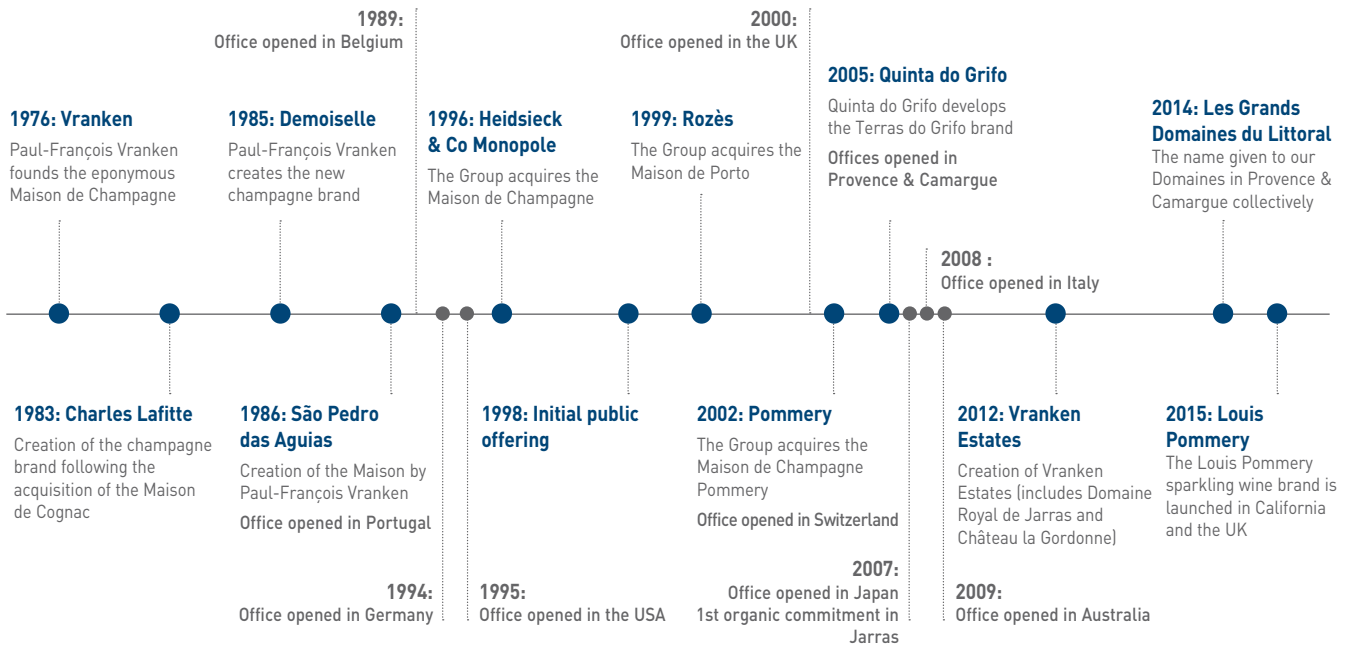 1989:
Office opened in Belgium
2000:
Office opened in the UK
1976: Vranken
Paul-François Vranken
founds the eponymous
Maison de Champagne
1985: Demoiselle
Paul-François Vranken
creates the new
champagne brand
1996: Heidsieck
& Co Monopole
The Group acquires the
Maison de Champagne
1999: Rozès
The Group acquires the
Maison de Porto
2005: Quinta do Grifo
Quinta do Grifo develops
the Terras do Grifo brand
Offices opened in
Provence & Camargue
2014: Les Grands
Domaines du Littoral
The name given to our
Domaines in Provence &
Camargue collectively
2008 :
Office opened in Italy
1983: Charles Lafitte
Creation of the champagne
brand following the
acquisition of the Maison
de Cognac
1986: São Pedro
das Aguias
Creation of the Maison by
Paul-François Vranken
Office opened in Portugal
1998: Initial public
offering
2002: Pommery
The Group acquires the
Maison de Champagne
Pommery
Office opened in Switzerland
2012: Vranken
Estates
Creation of Vranken
Estates (includes Domaine
Royal de Jarras and
Château la Gordonne)
2015: Louis
Pommery
The Louis Pommery
sparkling wine brand is
launched in California
and the UK
1994:
Office opened in Germany
1995:
Office opened in the USA
2007:
Office opened in Japan
1st organic commitment in
Jarras
2009:
Office opened in Australia